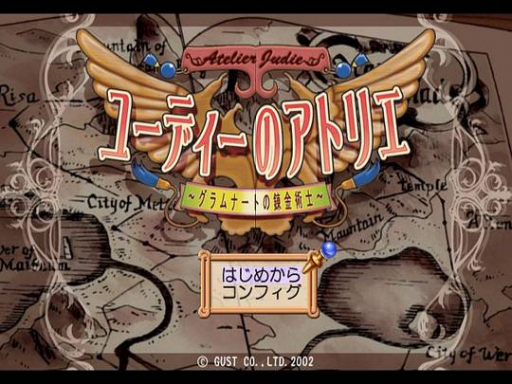 Atelier Judie
ユーディーのアトリエ
～グラムナートの錬金術士～
Risa
City of Met
Temple
Mountain
はじめから
コンフィグ
City of Wer
© GUST CO.,LTD.2002